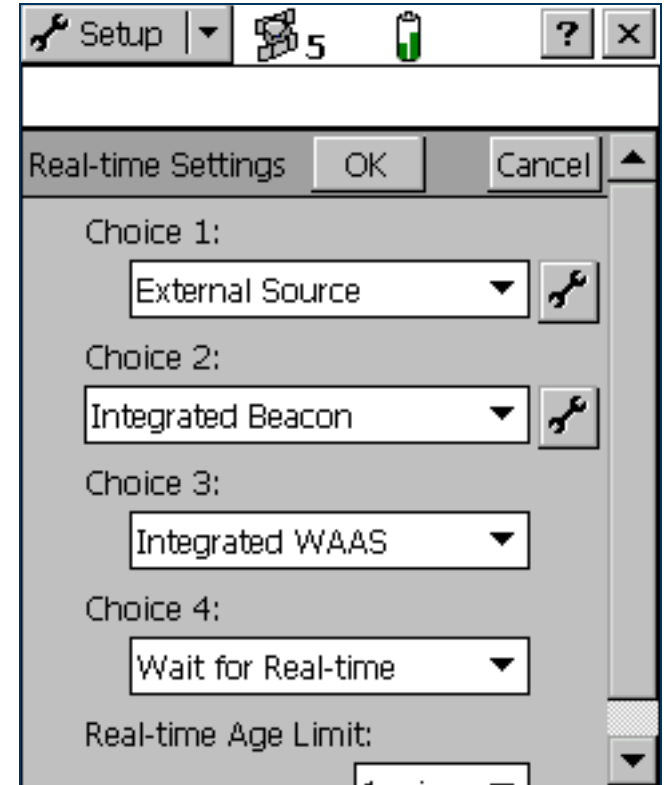 Setup
5
?
Real-time Settings OK Cancel
Choice 1:
External Source
Choice 2:
Integrated Beacon
Choice 3:
Integrated WAAS
Choice 4:
Wait for Real-time
Real-time Age Limit: